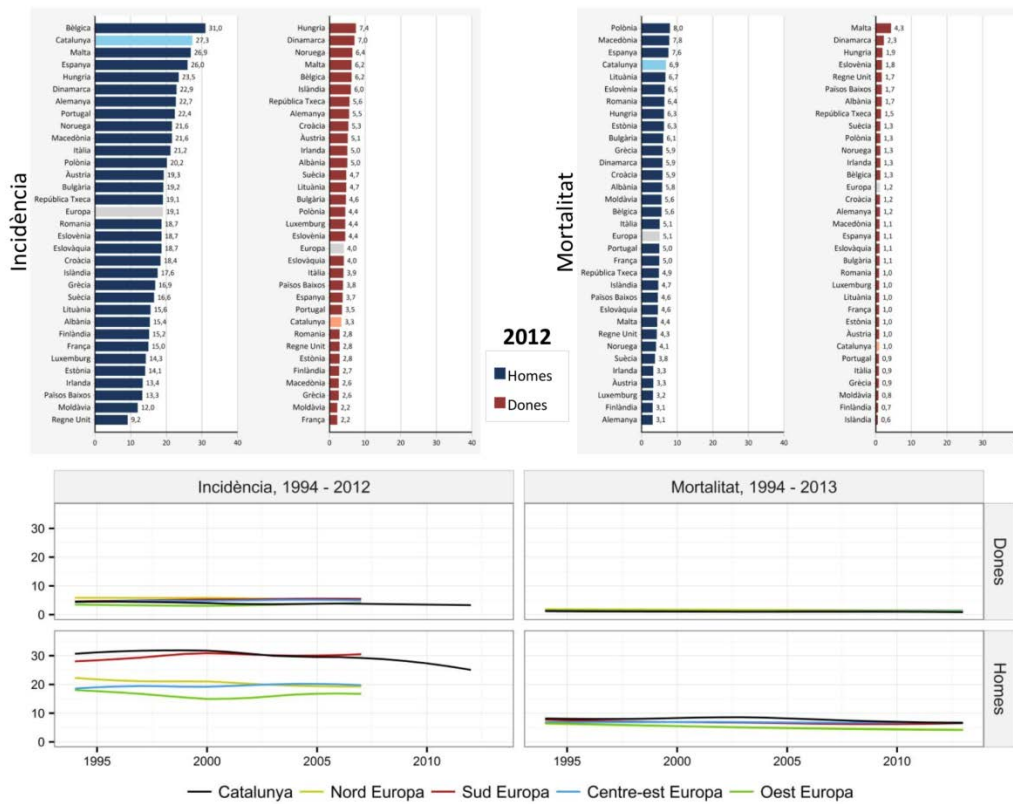 Incidència
Bèlgica 31,0
Catalunya 27,3
Malta 26,9
Espanya 26,0
Hungria 23,5
Dinamarca 22,9
Alemanya 22,7
Portugal 22,4
Noruega 21,6
Macedònia 21,6
Itàlia 21,2
Polònia 20,2
Àustria 19,3
Bulgària 19,2
República Txeca 19,1
Europa 19,1
Romania 18,7
Eslovènia 18,7
Eslovàquia 18,7
Croàcia 18,4
Islàndia 17,6
Grècia 16,9
Suècia 16,6
Lituània 15,6
Albània 15,4
Finlàndia 15,2
França 15,0
Luxemburg 14,3
Estònia 14,1
Irlanda 13,4
Països Baixos 13,3
Moldàvia 12,0
Regne Unit 9,2
0 10 20 30 40
Hungria 7,4
Dinamarca 7,0
Noruega 6,4
Malta 6,2
Bèlgica 6,2
Islàndia 6,0
República Txeca 5,6
Alemanya 5,5
Croàcia 5,3
Àustria 5,1
Irlanda 5,0
Albània 5,0
Suècia 4,7
Lituània 4,7
Bulgària 4,6
Polònia 4,4
Luxemburg 4,4
Eslovènia 4,4
Europa 4,0
Eslovàquia 4,0
Itàlia 3,9
Països Baixos 3,8
Espanya 3,7
Portugal 3,5
Catalunya 3,3
Romania 2,8
Regne Unit 2,8
Estònia 2,8
Finlàndia 2,7
Macedònia 2,6
Grècia 2,6
Moldàvia 2,2
França 2,2
0 10 20 30 40
2012
Homes
Dones
Mortalitat
Polònia 8,0
Macedònia 7,8
Espanya 7,6
Catalunya 6,9
Lituània 6,7
Eslovènia 6,5
Romania 6,4
Hungria 6,3
Estònia 6,3
Bulgària 6,1
Grècia 5,9
Dinamarca 5,9
Croàcia 5,9
Albània 5,8
Moldàvia 5,6
Bèlgica 5,6
Itàlia 5,1
Europa 5,1
Portugal 5,0
França 5,0
República Txeca 4,9
Islàndia 4,7
Països Baixos 4,6
Eslovàquia 4,6
Malta 4,4
Regne Unit 4,3
Noruega 4,1
Suècia 3,8
Irlanda 3,3
Àustria 3,3
Luxemburg 3,2
Finlàndia 3,1
Alemanya 3,1
0 10 20 30 40
Malta 4,3
Dinamarca 2,3
Hungria 1,9
Eslovènia 1,8
Regne Unit 1,7
Països Baixos 1,7
Albània 1,7
República Txeca 1,5
Suècia 1,3
Polònia 1,3
Noruega 1,3
Irlanda 1,3
Bèlgica 1,3
Europa 1,2
Croàcia 1,2
Alemanya 1,2
Macedònia 1,1
Espanya 1,1
Eslovàquia 1,1
Bulgària 1,1
Romania 1,0
Luxemburg 1,0
Lituània 1,0
França 1,0
Estònia 1,0
Àustria 1,0
Catalunya 1,0
Portugal 0,9
Itàlia 0,9
Grècia 0,9
Moldàvia 0,8
Finlàndia 0,7
Islàndia 0,6
0 10 20 30
Incidència, 1994 - 2012
Mortalitat, 1994 - 2013
30
20
10
0
Dones
30
20
10
0
Homes
1995 2000 2005 2010
1995 2000 2005 2010
Catalunya Nord Europa Sud Europa Centre-est Europa Oest Europa